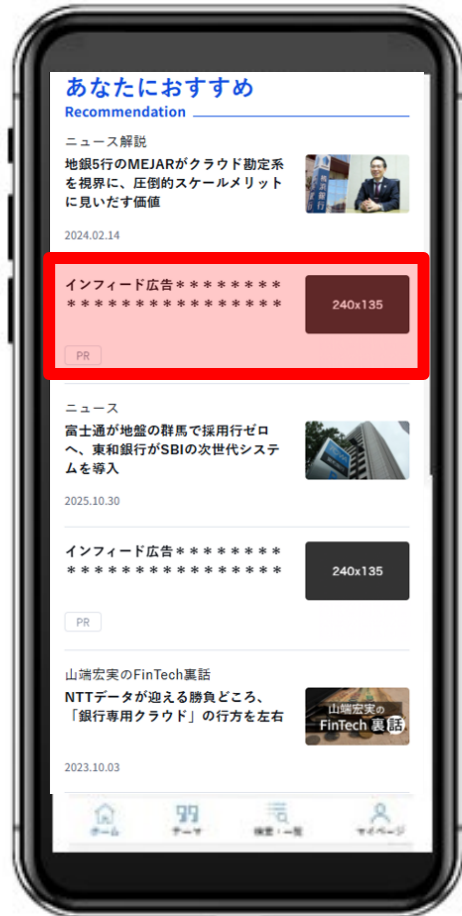 あなたにおすすめ
Recommendation
ニュース解説
地銀5行のMEJARがクラウド勘定系
を視界に、圧倒的スケールメリット
に見いだす価値
2024.02.14
インフィード広告＊＊＊＊＊＊＊＊
＊＊＊＊＊＊＊＊＊＊＊＊＊＊＊＊
240x135
PR
ニュース
富士通が地盤の群馬で採用行ゼロ
へ、東和銀行がSBIの次世代システ
ムを導入
2025.10.30
インフィード広告＊＊＊＊＊＊＊＊
＊＊＊＊＊＊＊＊＊＊＊＊＊＊＊＊
240x135
PR
山端宏実のFinTech裏話
NTTデータが迎える勝負どころ、
「銀行専用クラウド」の行方を左右
山端宏実の
FinTech 裏話
2023.10.03
ホーム
テーマ
検索・一覧
マイページ